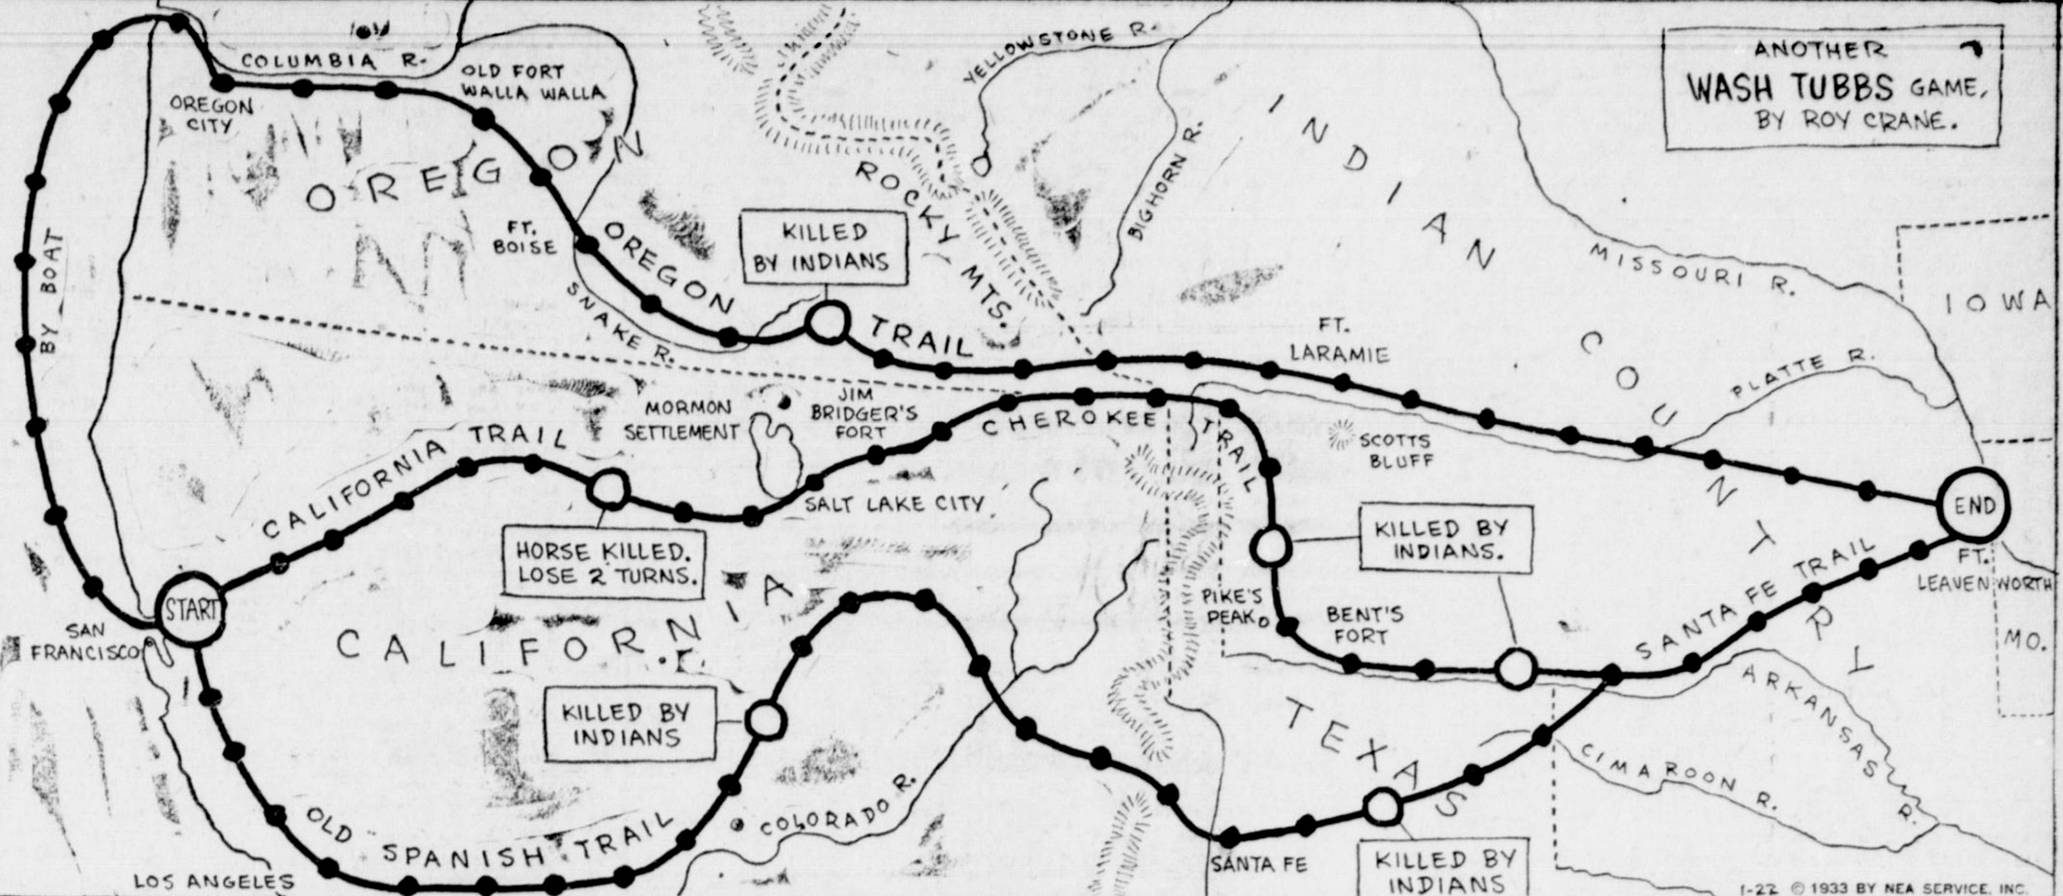 ANOTHER
WASH TUBBS GAME,
BY ROY CRANE.
COLUMBIA R.
OLD FORT
WALLA WALLA
OREGON
CITY
YELLOWSTONE R.
INDIAN COUNTRY
OREGON
ROCKY MTS.
BIGHORN R.
FT.
BOISE
KILLED
BY INDIANS
OREGON TRAIL
SNAKE R.
BY BOAT
MISSOURI R.
IOWA
FT.
LARAMIE
PLATTE R.
MORMON
SETTLEMENT
JIM
BRIDGER'S
FORT
CHEROKEE TRAIL
SCOTTS
BLUFF
CALIFORNIA TRAIL
SALT LAKE CITY.
END
HORSE KILLED.
LOSE 2 TURNS.
KILLED BY
INDIANS.
START
SAN
FRANCISCO
CALIFORNIA
PIKE'S
PEAK
BENT'S
FORT
SANTA FE TRAIL
FT.
LEAVENWORTH
MO.
KILLED BY
INDIANS
TEXAS
ARKANSAS R.
CIMAROON R.
OLD SPANISH TRAIL
COLORADO R.
LOS ANGELES
SANTA FE
KILLED BY
INDIANS
1-22 © 1933 BY NEA SERVICE, INC.